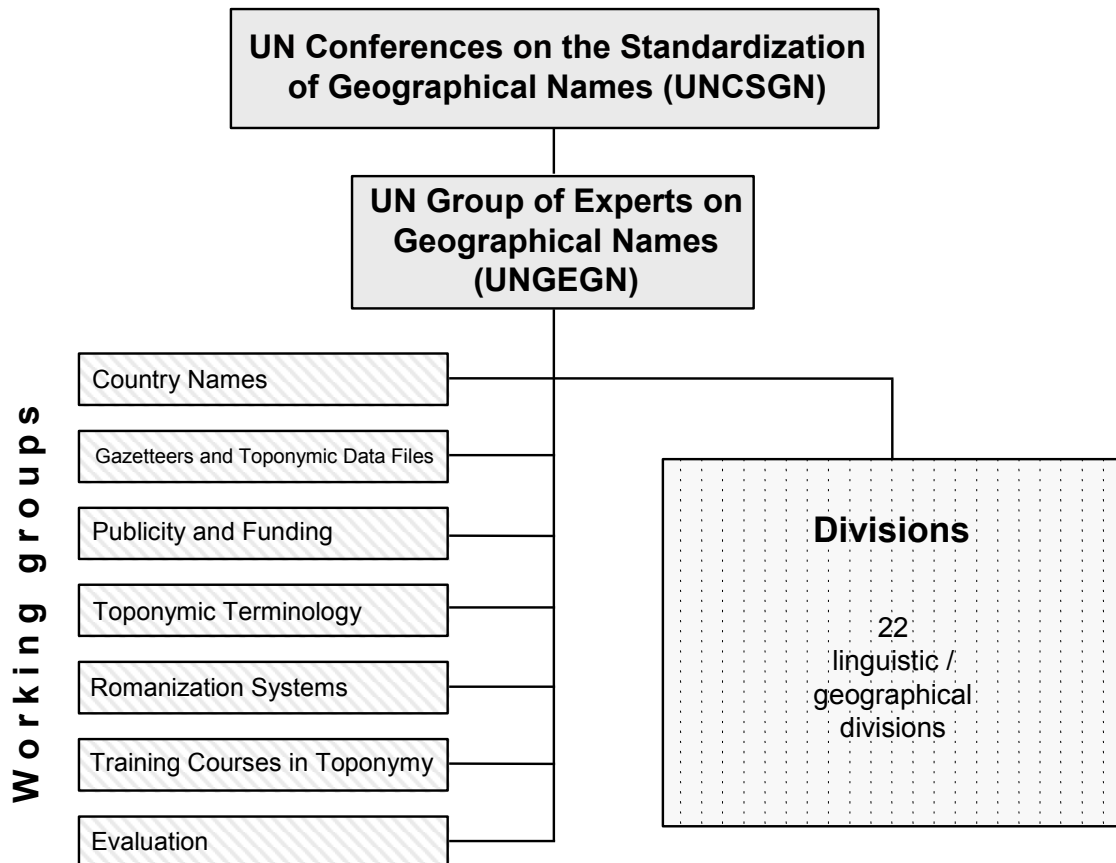 UN Conferences on the Standardization
of Geographical Names (UNCSGN)
UN Group of Experts on
Geographical Names
(UNGEGN)
Working groups
Country Names
Gazetteers and Toponymic Data Files
Publicity and Funding
Toponymic Terminology
Romanization Systems
Training Courses in Toponymy
Evaluation
Divisions
22
linguistic /
geographical
divisions